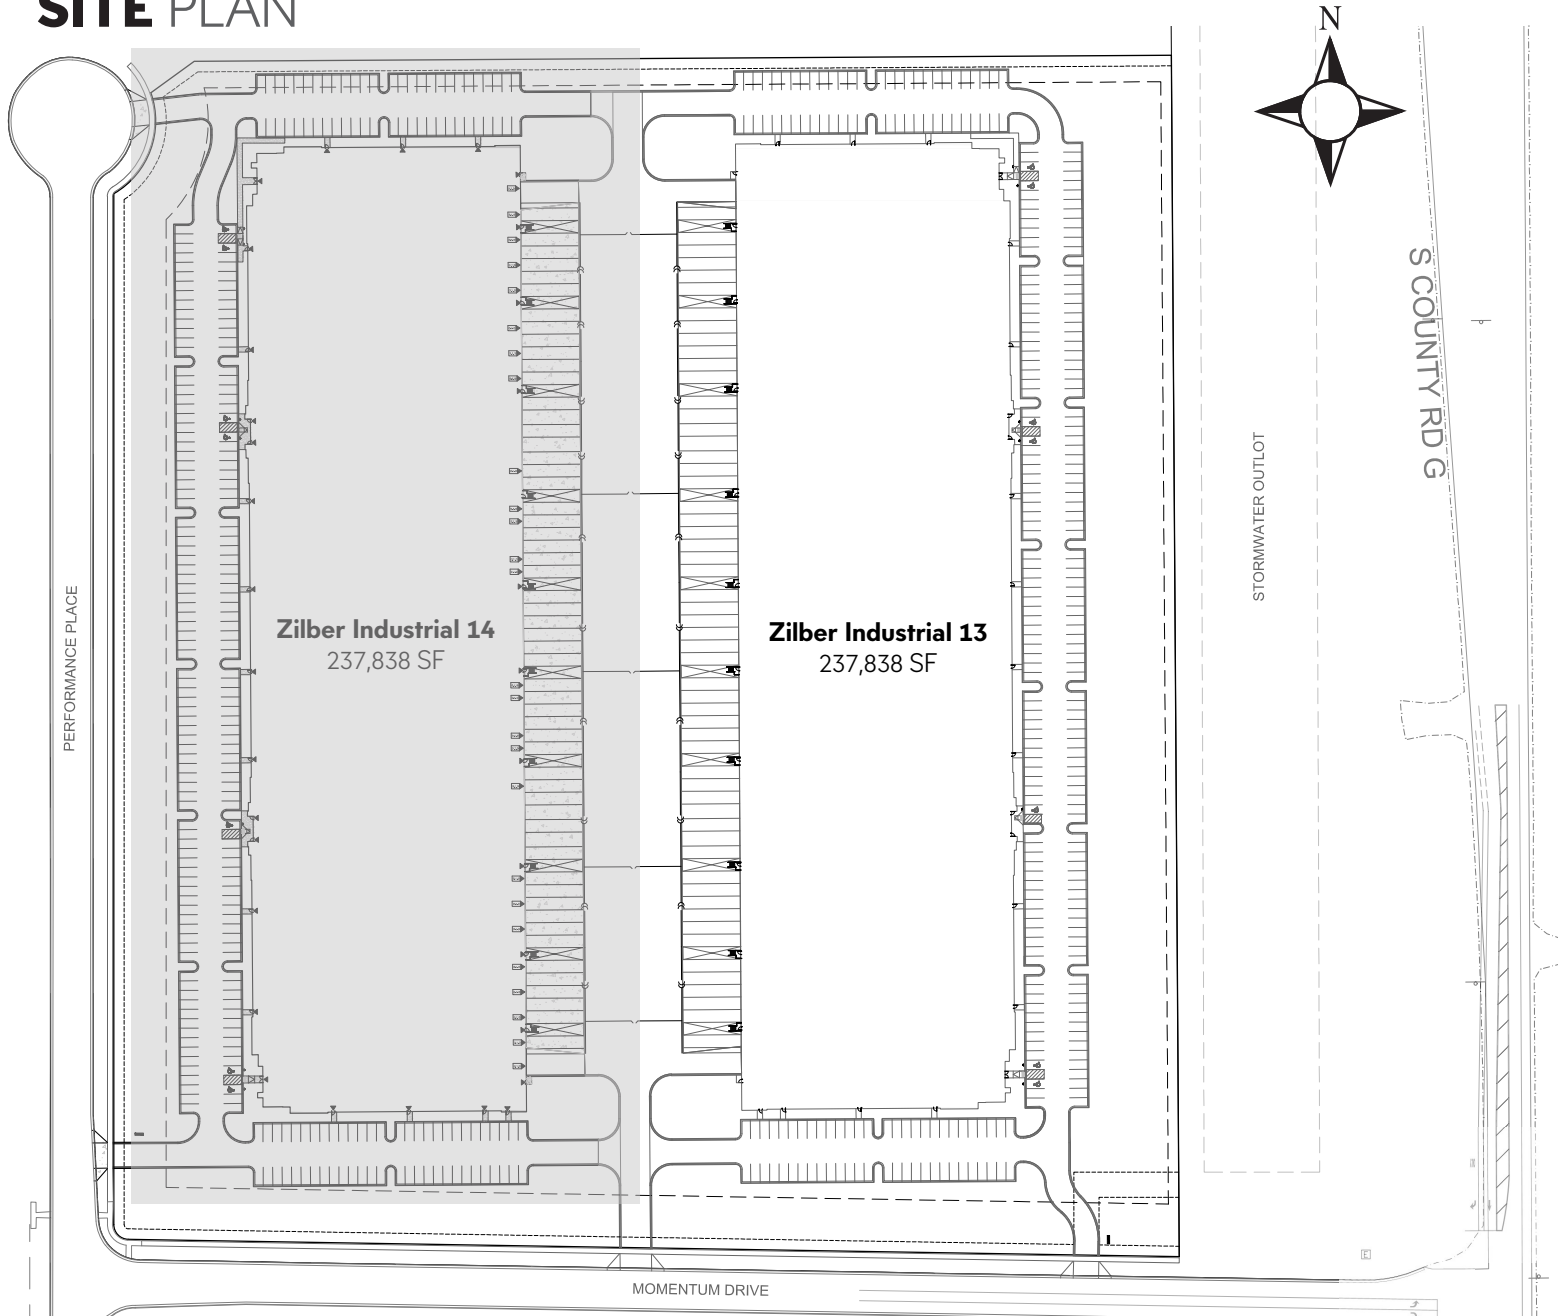 SITE PLAN
N
S COUNTY RD G
STORMWATER OUTLOT
PERFORMANCE PLACE
Zilber Industrial 14
237,838 SF
Zilber Industrial 13
237,838 SF
MOMENTUM DRIVE